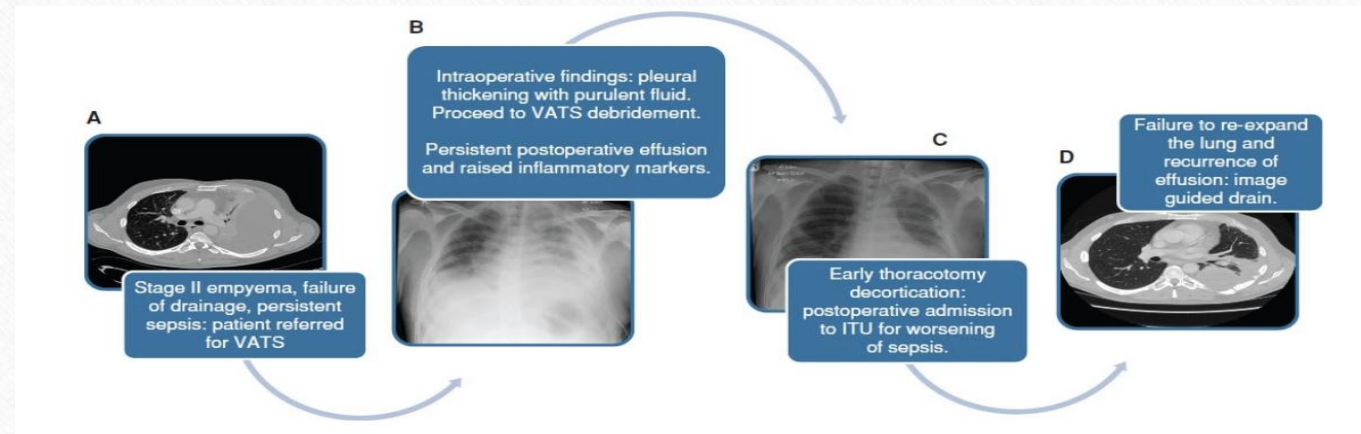 A
Stage II empyema, failure
of drainage, persistent
sepsis: patient referred
for VATS
B
Intraoperative findings: pleural
thickening with purulent fluid.
Proceed to VATS debridement.
Persistent postoperative effusion
and raised inflammatory markers.
C
Early thoracotomy
decortication:
postoperative admission
to ITU for worsening
of sepsis.
D
Failure to re-expand
the lung and
recurrence of
effusion: image
guided drain.